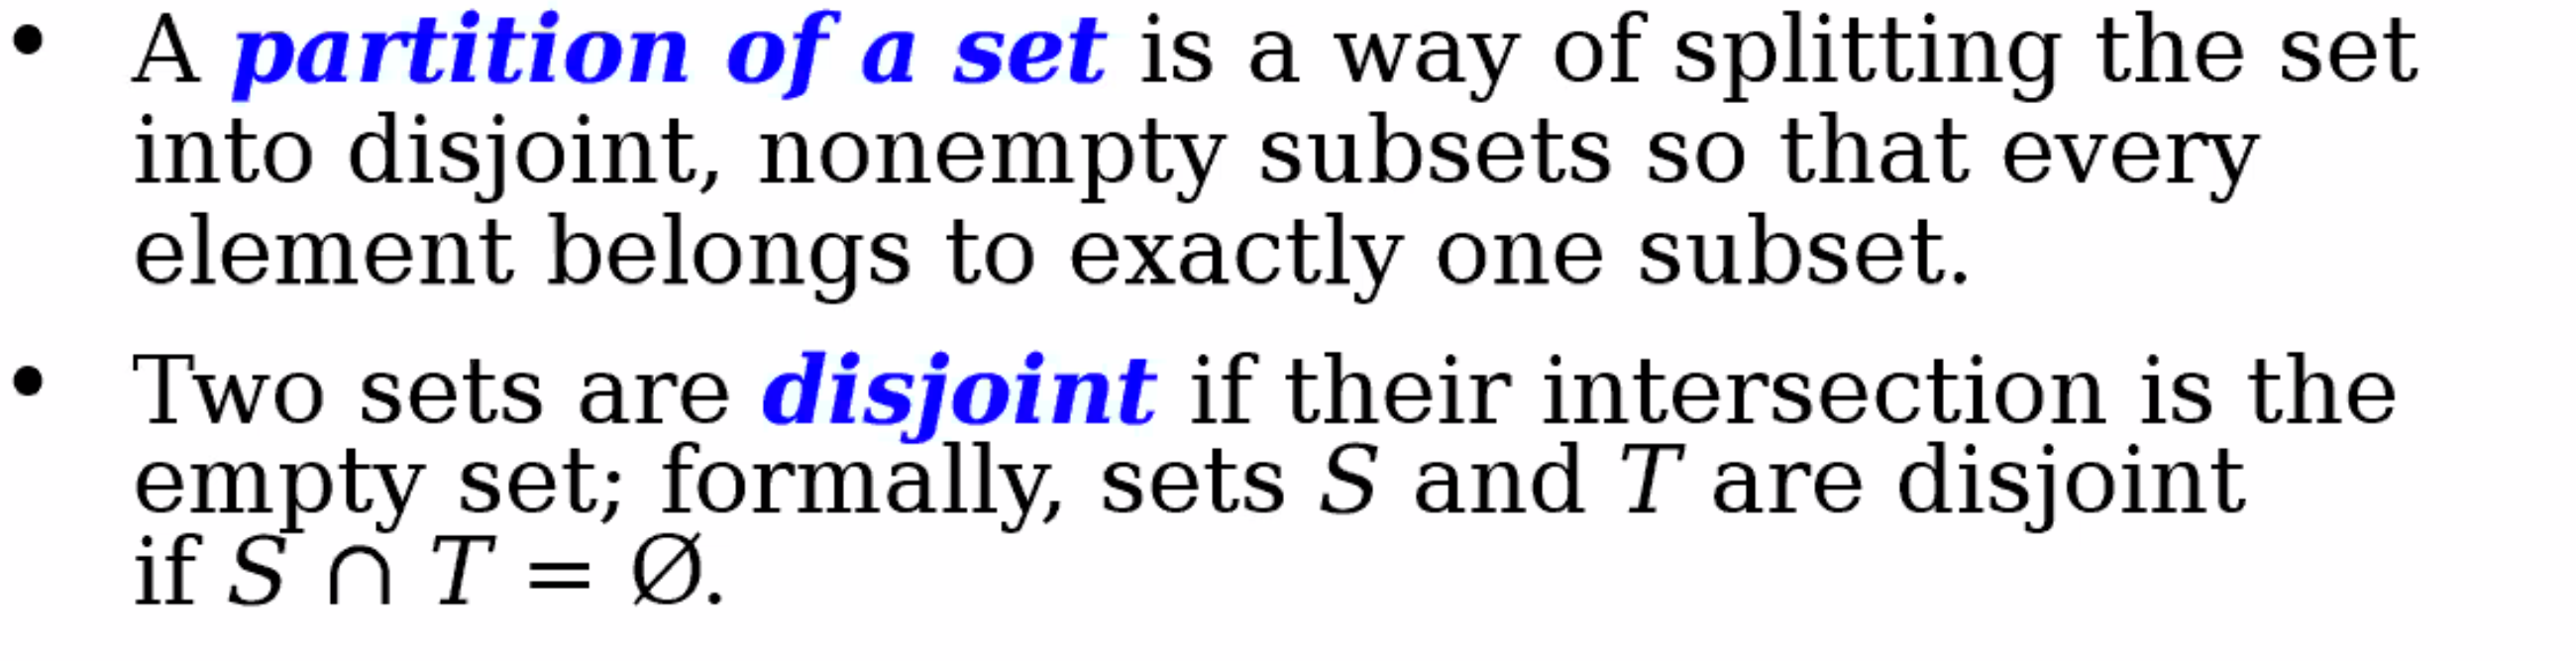 • A partition of a set is a way of splitting the set
into disjoint, nonempty subsets so that every
element belongs to exactly one subset.
• Two sets are disjoint if their intersection is the
empty set; formally, sets S and T are disjoint
if S ∩ T = Ø.